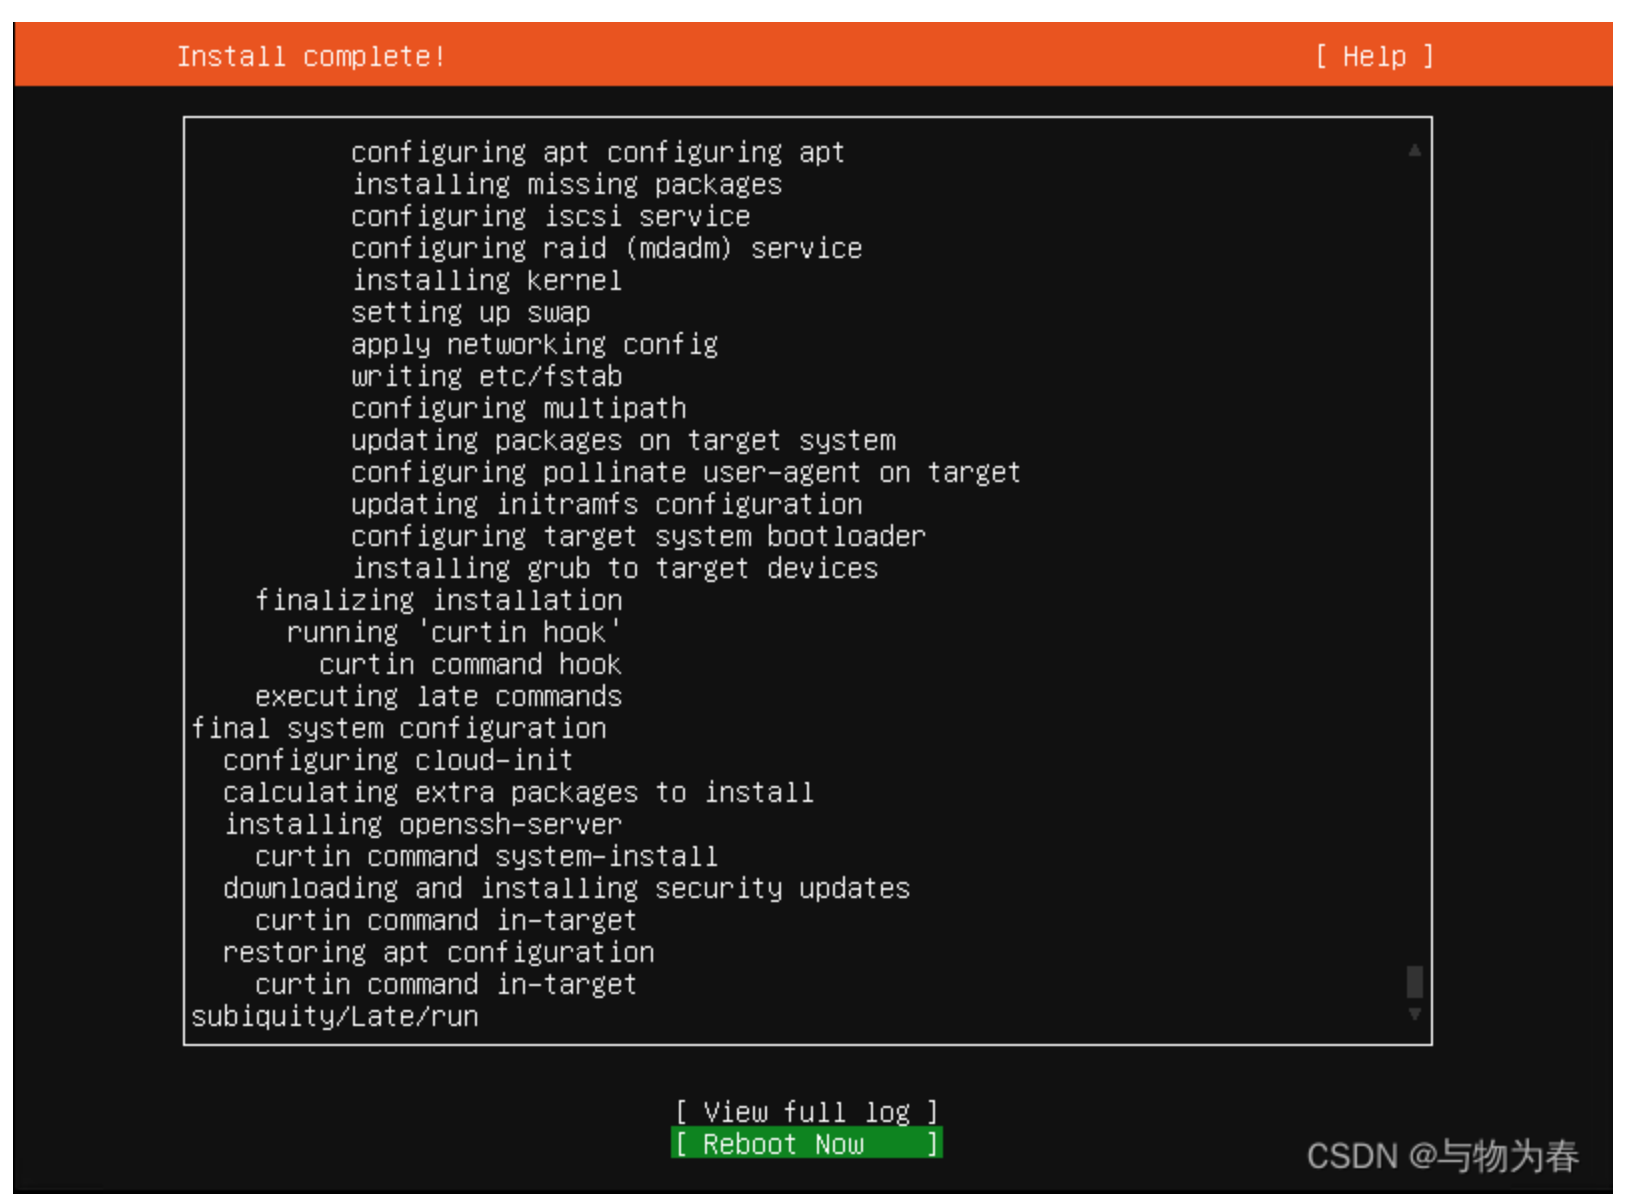 Install complete! [ Help ]
configuring apt configuring apt
installing missing packages
configuring iscsi service
configuring raid (mdadm) service
installing kernel
setting up swap
apply networking config
writing etc/fstab
configuring multipath
updating packages on target system
configuring pollinate user-agent on target
updating initramfs configuration
configuring target system bootloader
installing grub to target devices
finalizing installation
running 'curtin hook'
curtin command hook
executing late commands
final system configuration
configuring cloud-init
calculating extra packages to install
installing openssh-server
curtin command system-install
downloading and installing security updates
curtin command in-target
restoring apt configuration
curtin command in-target
subiquity/Late/run
[ View full log ]
[ Reboot Now ]
CSDN @与物为春